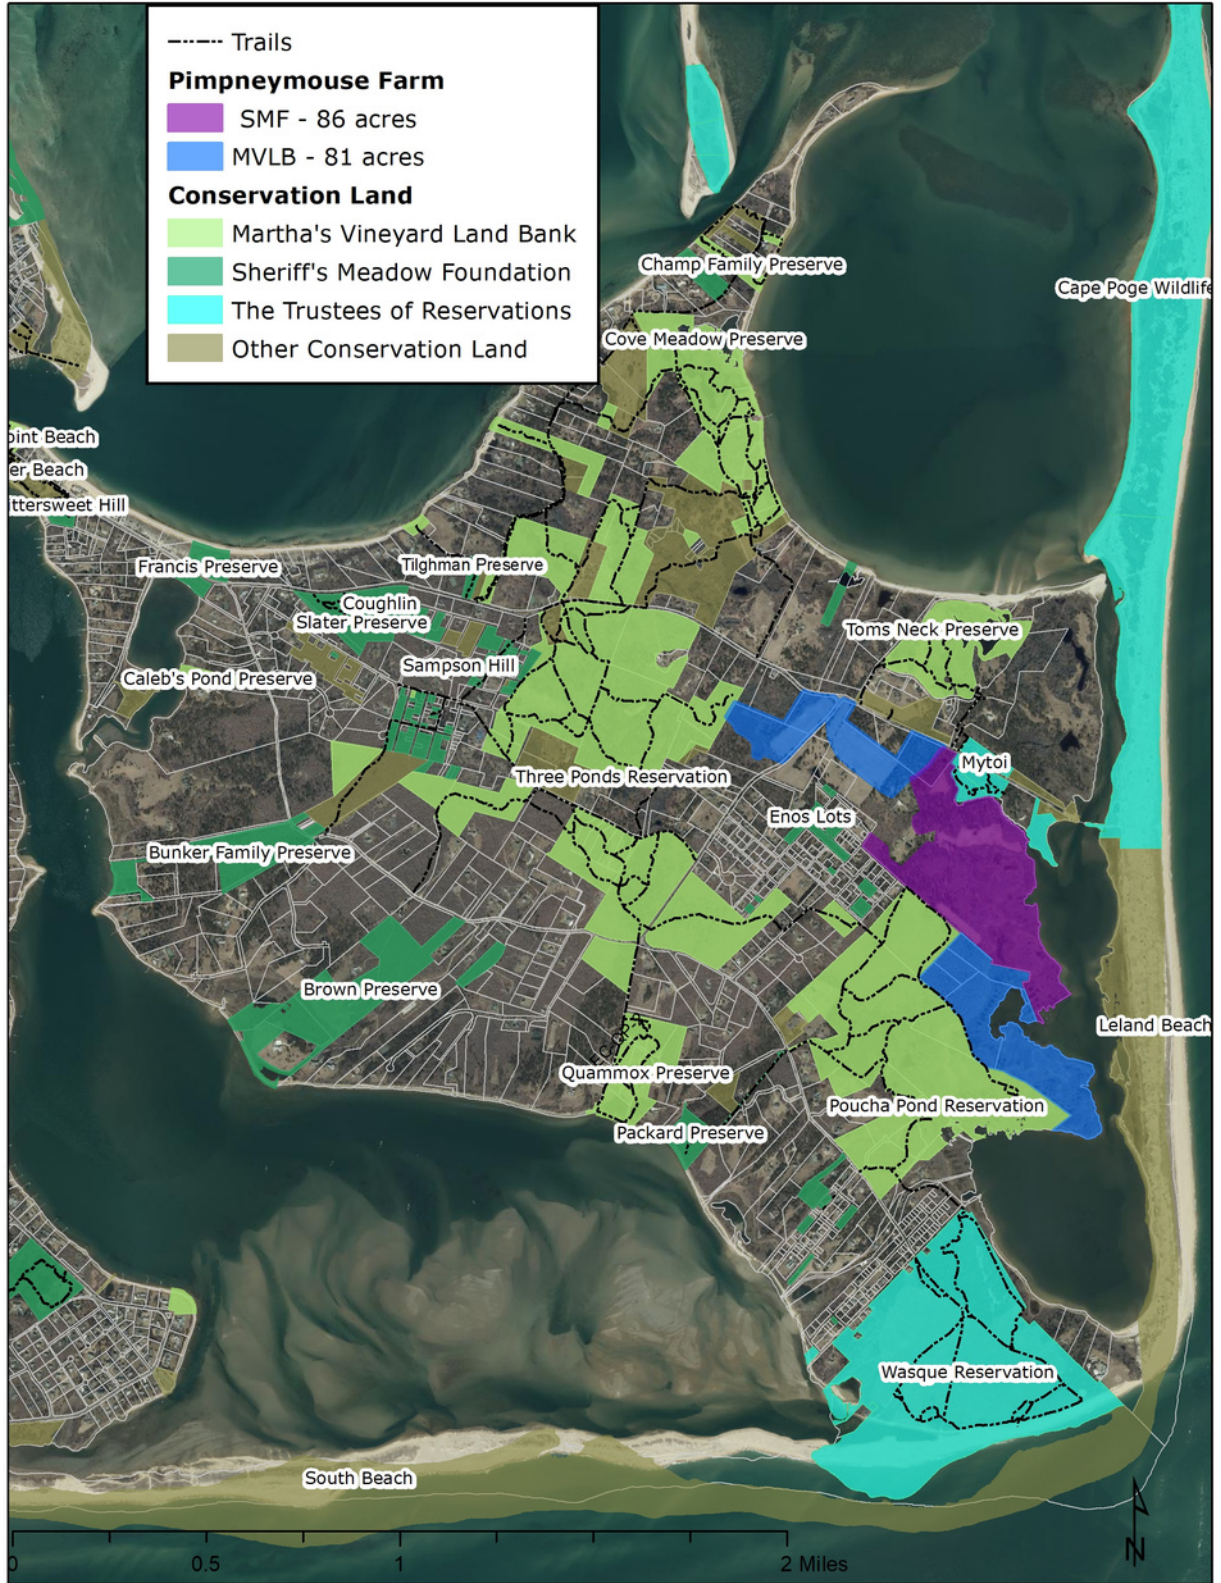 Trails
Pimpneymouse Farm
SMF - 86 acres
MVLB - 81 acres
Conservation Land
Martha's Vineyard Land Bank
Sheriff's Meadow Foundation
The Trustees of Reservations
Other Conservation Land
Champ Family Preserve
Cape Poge Wildlife
Cove Meadow Preserve
oint Beach
er Beach
ittersweet Hill
Francis Preserve
Tilghman Preserve
Coughlin
Slater Preserve
Toms Neck Preserve
Sampson Hill
Caleb's Pond Preserve
Mytoi
Three Ponds Reservation
Enos Lots
Bunker Family Preserve
Brown Preserve
Leland Beach
Quammox Preserve
Poucha Pond Reservation
Packard Preserve
Wasque Reservation
South Beach
0 0.5 1 2 Miles
N